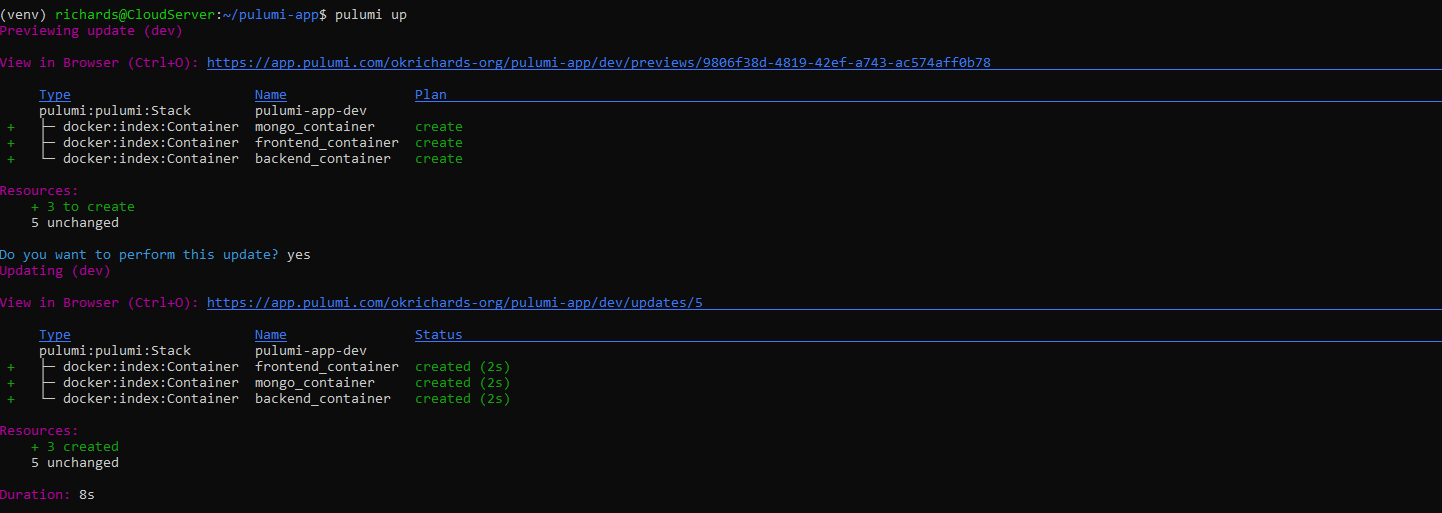 (venv) richards@CloudServer:~/pulumi-app$ pulumi up
Previewing update (dev)
View in Browser (Ctrl+O): https://app.pulumi.com/okrichards-org/pulumi-app/dev/previews/9806f38d-4819-42ef-a743-ac574aff0b78
Type Name Plan
pulumi:pulumi:Stack pulumi-app-dev
+ ├─ docker:index:Container mongo_container create
+ ├─ docker:index:Container frontend_container create
+ └─ docker:index:Container backend_container create
Resources:
+ 3 to create
5 unchanged
Do you want to perform this update? yes
Updating (dev)
View in Browser (Ctrl+O): https://app.pulumi.com/okrichards-org/pulumi-app/dev/updates/5
Type Name Status
pulumi:pulumi:Stack pulumi-app-dev
+ ├─ docker:index:Container frontend_container created (2s)
+ ├─ docker:index:Container mongo_container created (2s)
+ └─ docker:index:Container backend_container created (2s)
Resources:
+ 3 created
5 unchanged
Duration: 8s